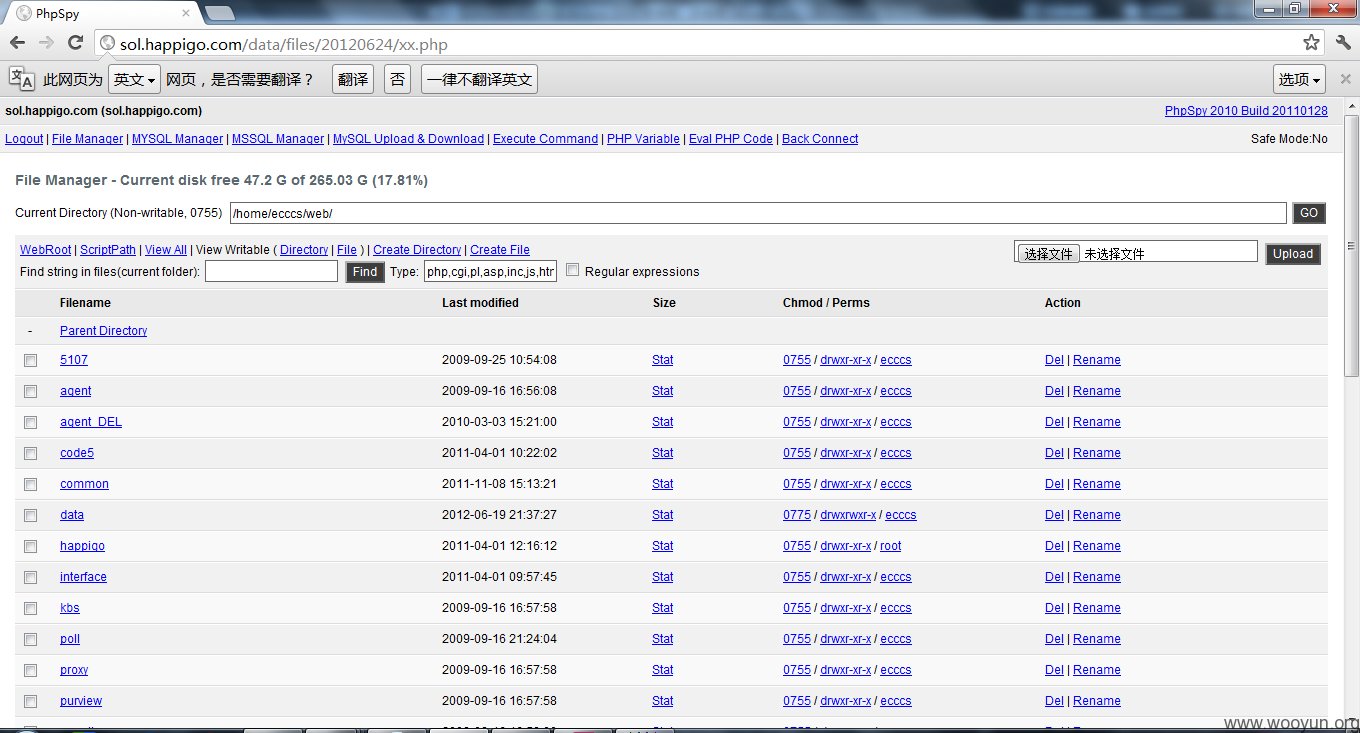 PhpSpy
sol.happigo.com/data/files/20120624/xx.php
此网页为 英文 网页，是否需要翻译？ 翻译 否 一律不翻译英文 选项
sol.happigo.com (sol.happigo.com) PhpSpy 2010 Build 20110128
Logout | File Manager | MYSQL Manager | MSSQL Manager | MySQL Upload & Download | Execute Command | PHP Variable | Eval PHP Code | Back Connect Safe Mode:No
File Manager - Current disk free 47.2 G of 265.03 G (17.81%)
Current Directory (Non-writable, 0755) /home/ecccs/web/ GO
WebRoot | ScriptPath | View All | View Writable ( Directory | File ) | Create Directory | Create File 选择文件 未选择文件 Upload
Find string in files(current folder): Find Type: php,cgi,pl,asp,inc,js,htr Regular expressions
Filename Last modified Size Chmod / Perms Action
- Parent Directory
5107 2009-09-25 10:54:08 Stat 0755 / drwxr-xr-x / ecccs Del | Rename
agent 2009-09-16 16:56:08 Stat 0755 / drwxr-xr-x / ecccs Del | Rename
agent_DEL 2010-03-03 15:21:00 Stat 0755 / drwxr-xr-x / ecccs Del | Rename
code5 2011-04-01 10:22:02 Stat 0755 / drwxr-xr-x / ecccs Del | Rename
common 2011-11-08 15:13:21 Stat 0755 / drwxr-xr-x / ecccs Del | Rename
data 2012-06-19 21:37:27 Stat 0775 / drwxrwxr-x / ecccs Del | Rename
happigo 2011-04-01 12:16:12 Stat 0755 / drwxr-xr-x / root Del | Rename
interface 2011-04-01 09:57:45 Stat 0755 / drwxr-xr-x / ecccs Del | Rename
kbs 2009-09-16 16:57:58 Stat 0755 / drwxr-xr-x / ecccs Del | Rename
poll 2009-09-16 21:24:04 Stat 0755 / drwxr-xr-x / ecccs Del | Rename
proxy 2009-09-16 16:57:58 Stat 0755 / drwxr-xr-x / ecccs Del | Rename
purview 2009-09-16 16:57:58 Stat 0755 / drwxr-xr-x / ecccs Del | Rename
www.wooyun.org